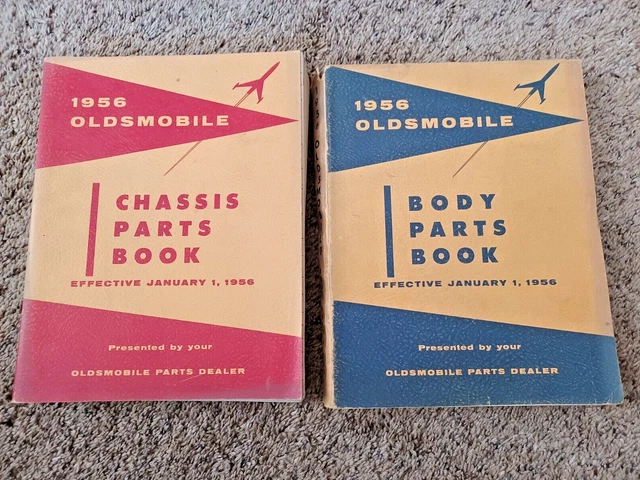 1956
OLDSMOBILE
CHASSIS
PARTS
BOOK
EFFECTIVE JANUARY 1, 1956
Presented by your
OLDSMOBILE PARTS DEALER
1956
OLDSMOBILE
BODY
PARTS
BOOK
EFFECTIVE JANUARY 1, 1956
Presented by your
OLDSMOBILE PARTS DEALER